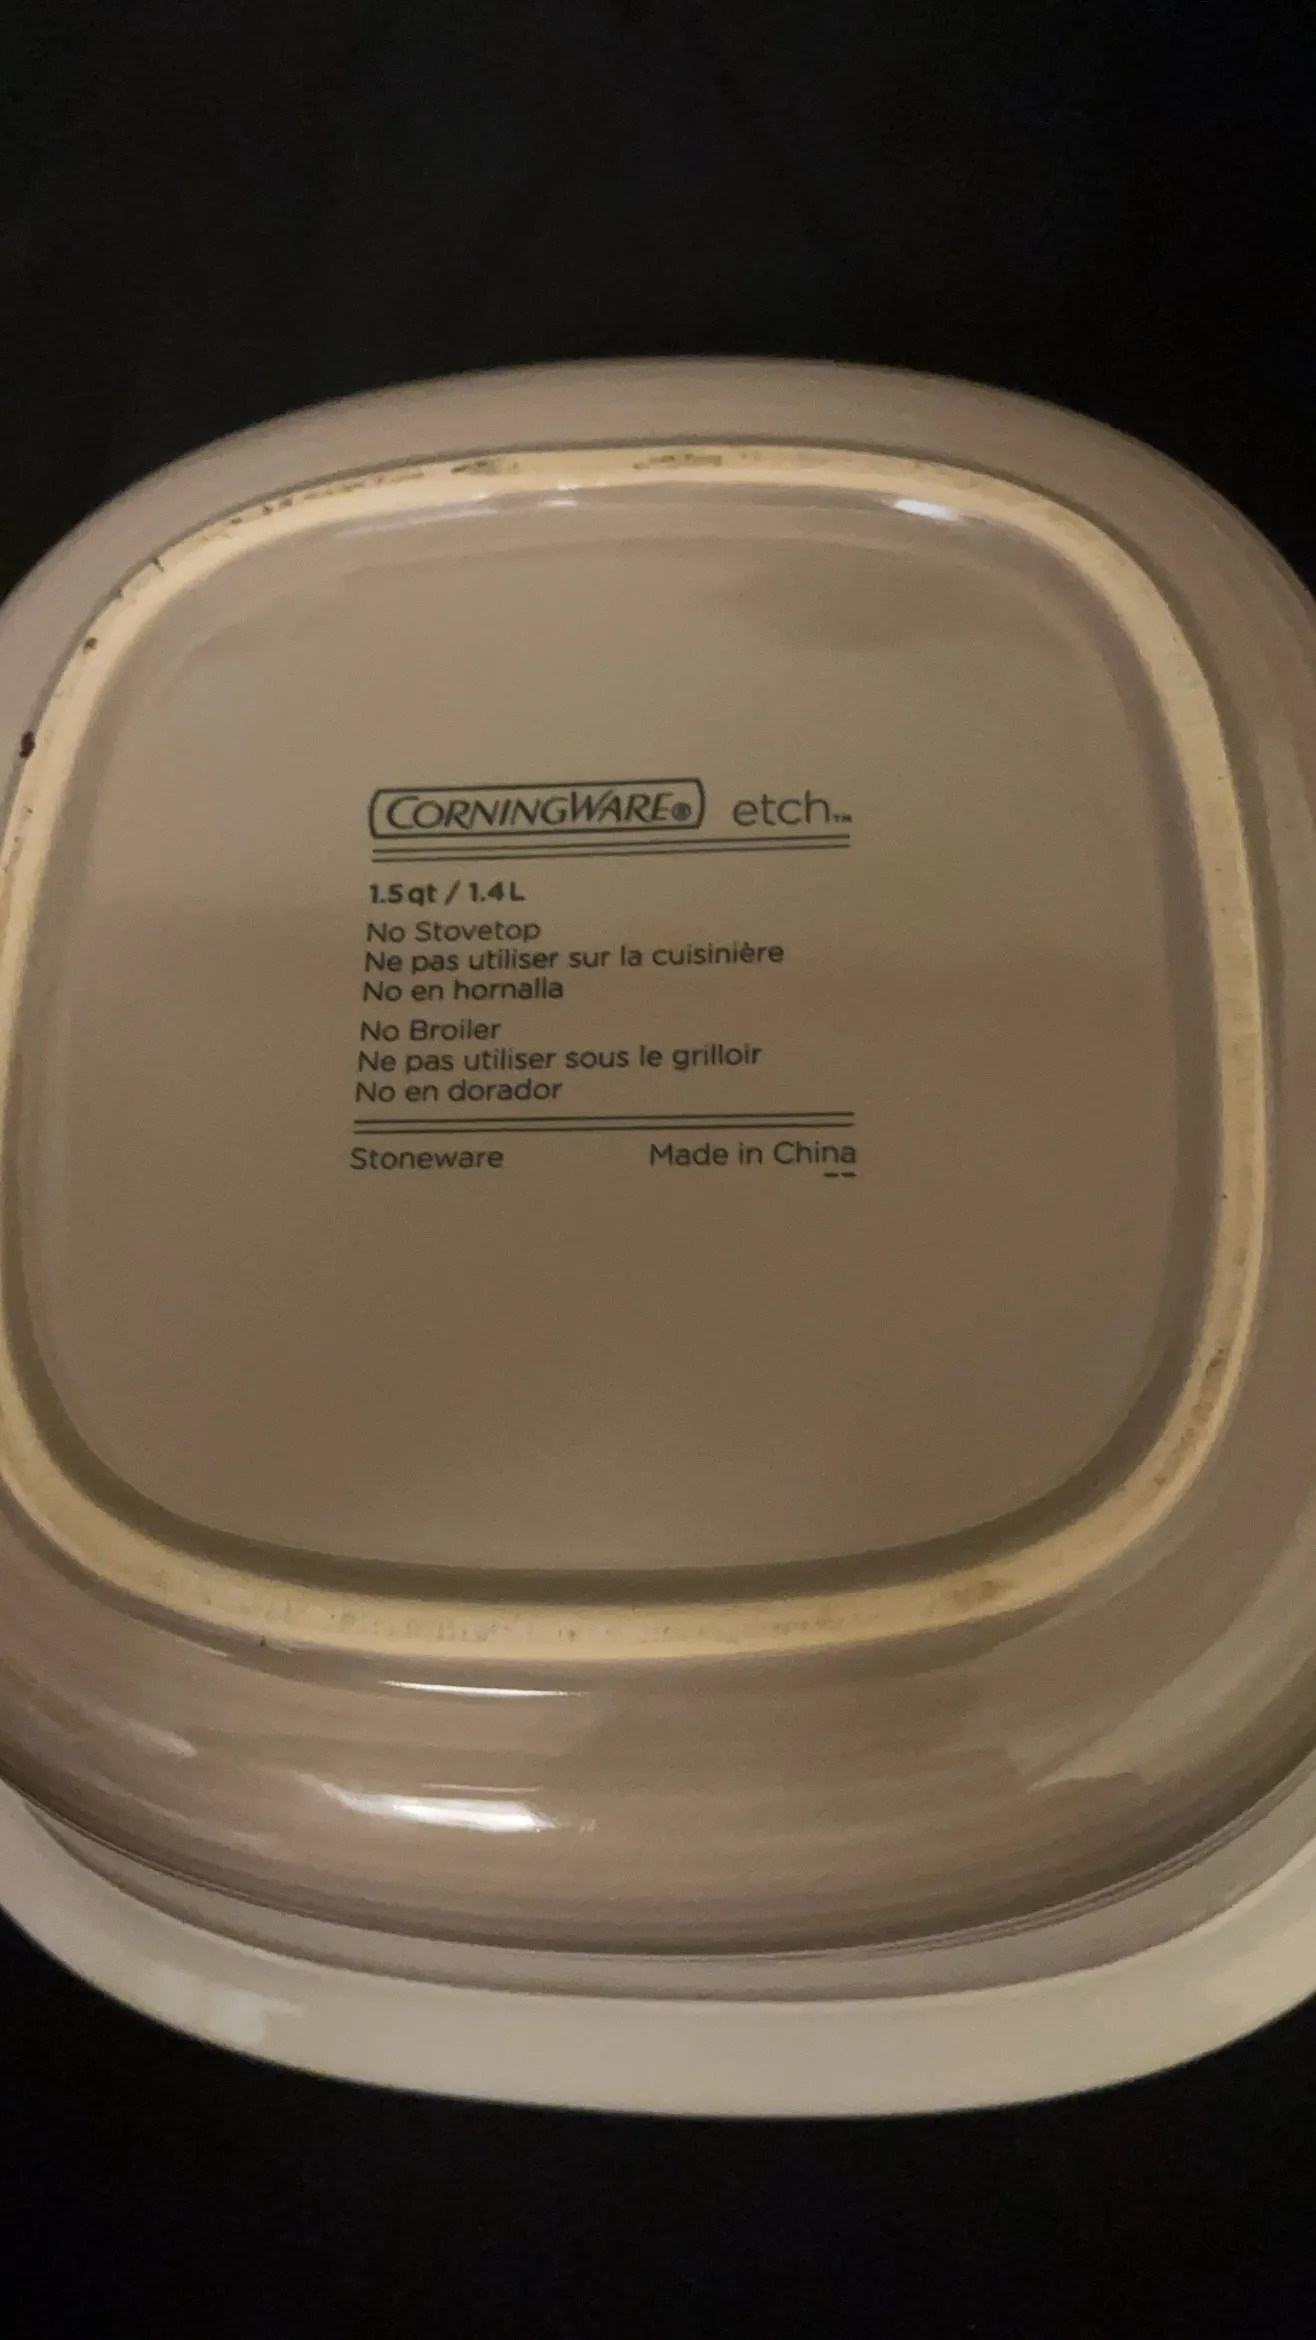 CORNINGWARE® etch™
1.5 qt / 1.4 L
No Stovetop
Ne pas utiliser sur la cuisinière
No en hornalla
No Broiler
Ne pas utiliser sous le grilloir
No en dorador
Stoneware Made in China